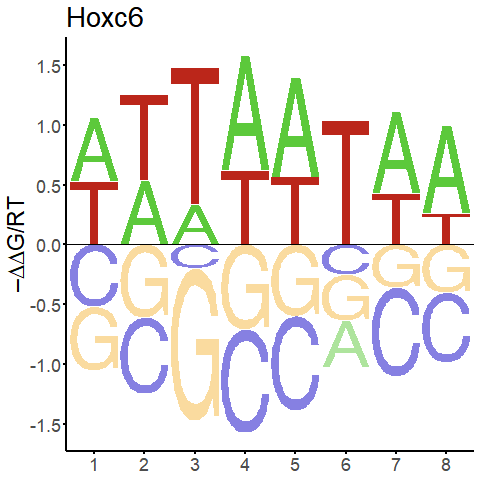 Hoxc6
−ΔΔG/RT
1.5
1.0
0.5
0.0
-0.5
-1.0
-1.5
A T T A A T A A
T A A T T T T
C G C G G C G G
G C G C C G C C
A
1 2 3 4 5 6 7 8